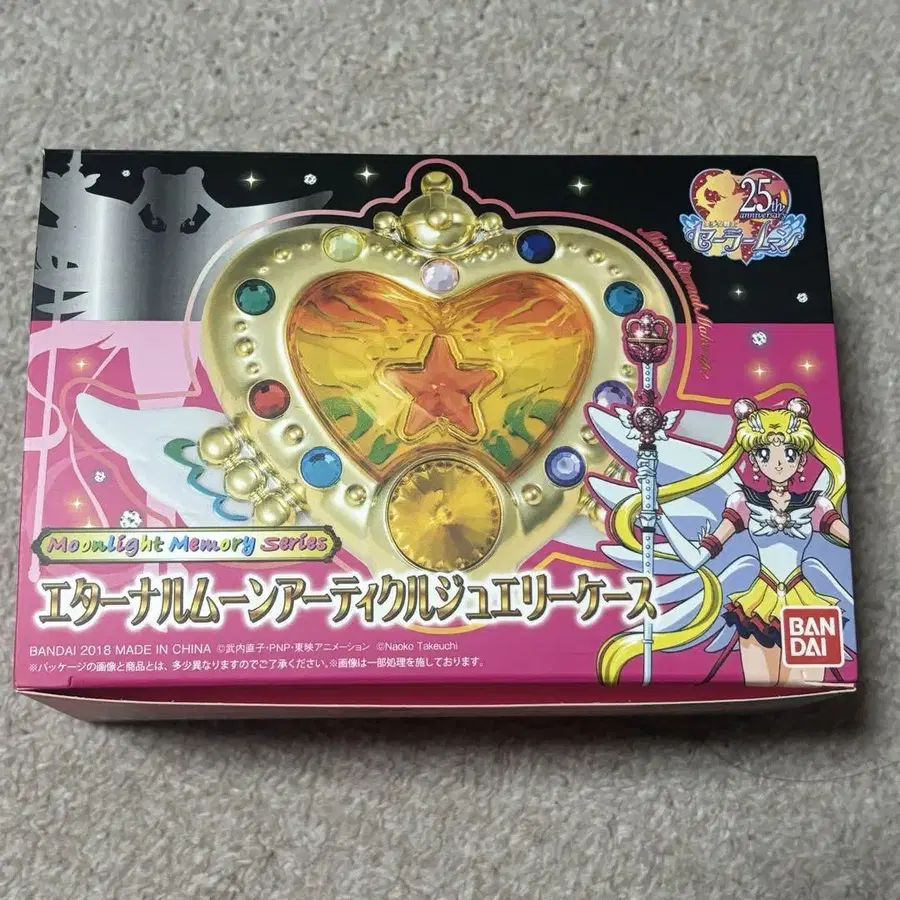 25th
anniversary
セーラームーン
Moon Eternal Make Up
Moonlight Memory Series
エターナルムーンアーティクルジュエリーケース
BANDAI 2018 MADE IN CHINA ©武内直子・PNP・東映アニメーション ©Naoko Takeuchi
※パッケージの画像と商品とは、多少異なりますのでご了承ください。※画像は一部処理を施しております。
BAN
DAI